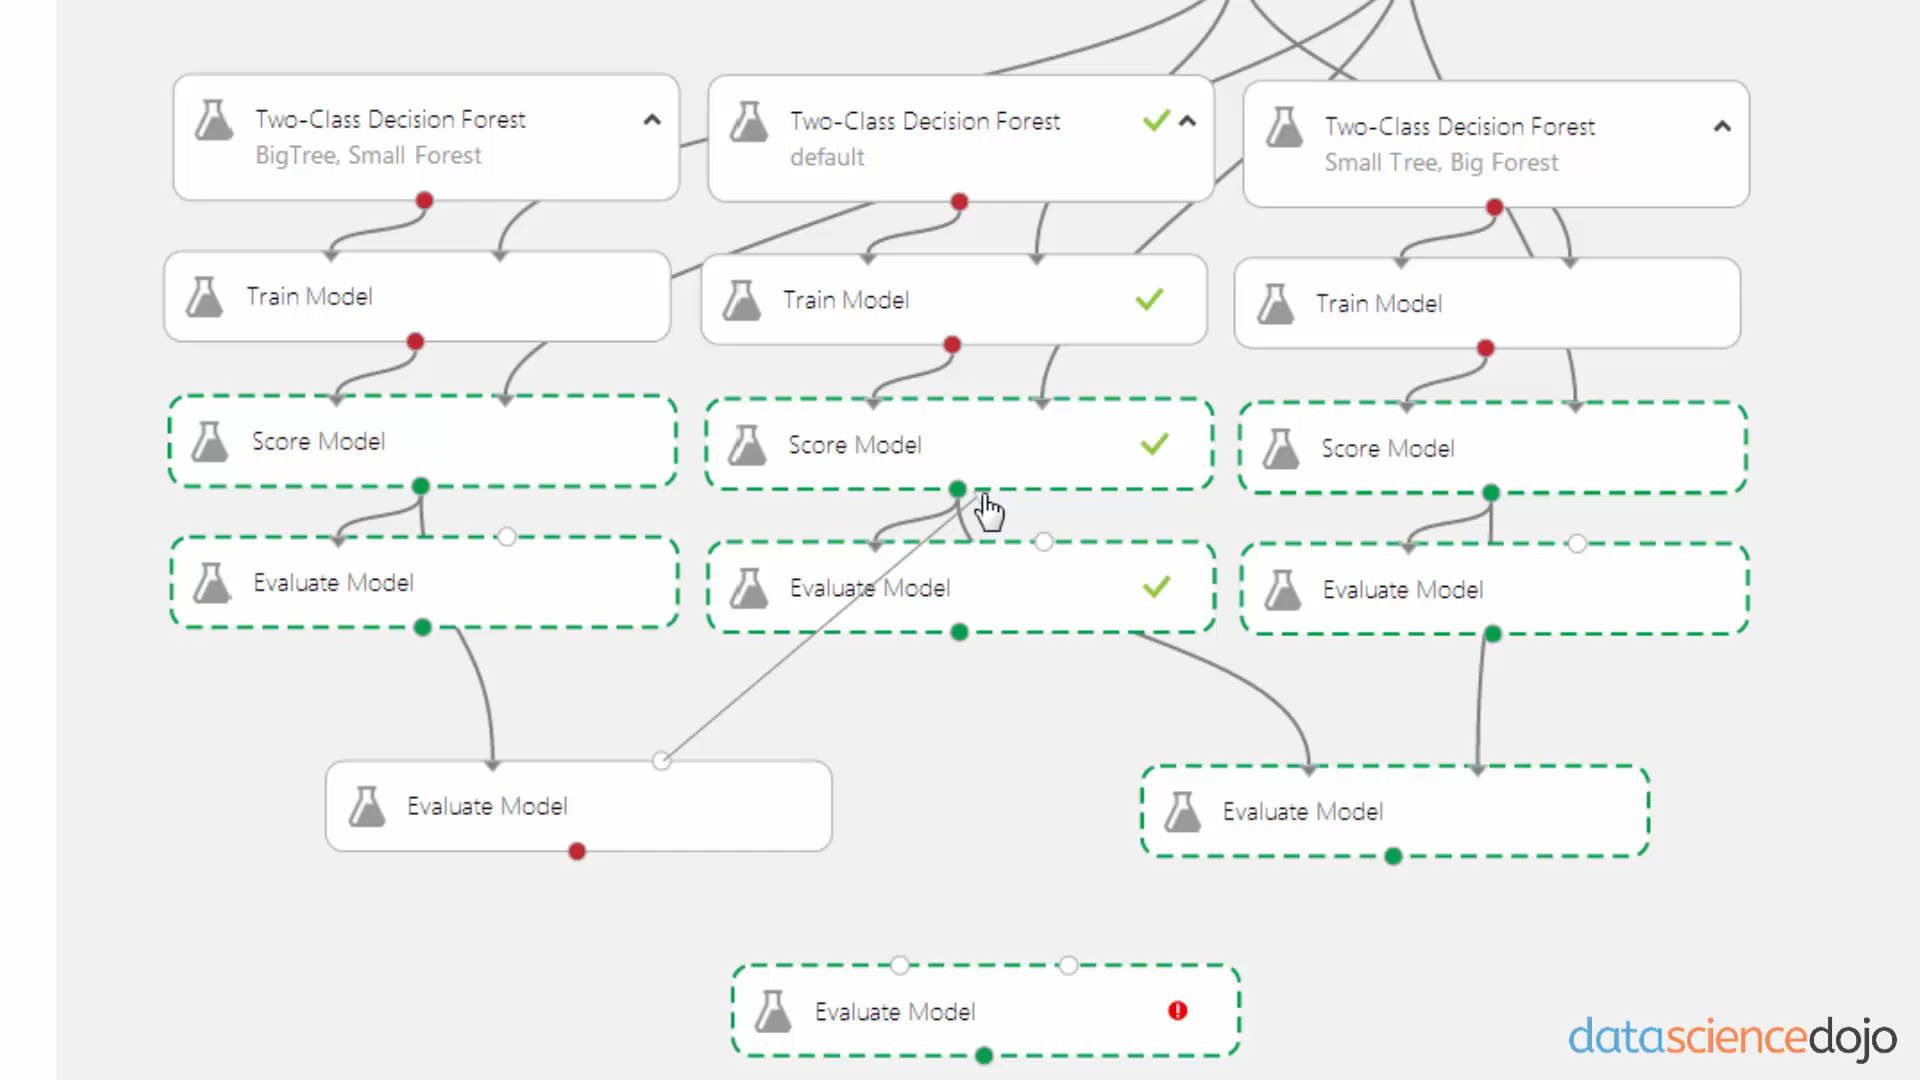 Two-Class Decision Forest
BigTree, Small Forest
Two-Class Decision Forest
default
Two-Class Decision Forest
Small Tree, Big Forest
Train Model
Train Model
Train Model
Score Model
Score Model
Score Model
Evaluate Model
Evaluate Model
Evaluate Model
Evaluate Model
Evaluate Model
Evaluate Model
datasciencedojo